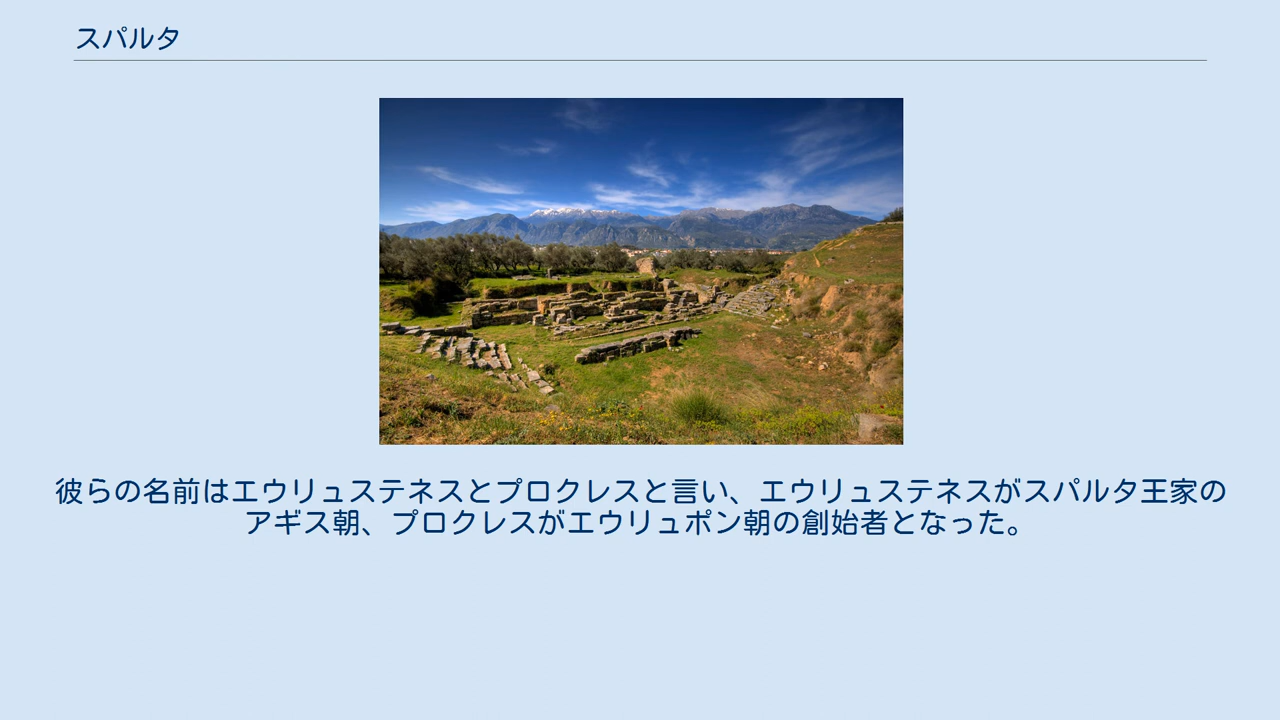 スパルタ
彼らの名前はエウリュステネスとプロクレスと言い、エウリュステネスがスパルタ王家の
アギス朝、プロクレスがエウリュポン朝の創始者となった。